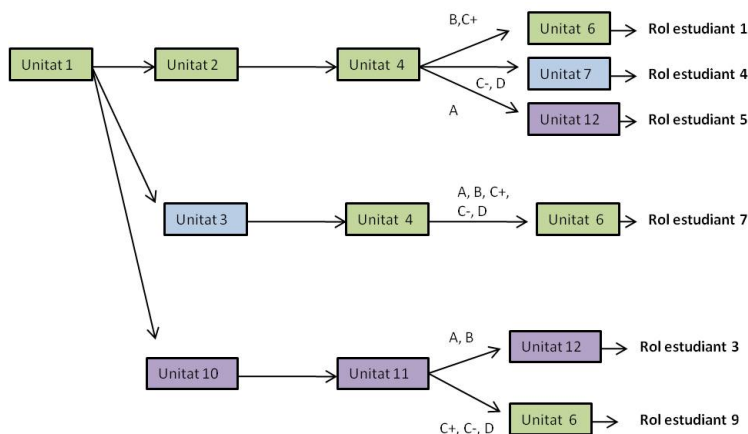 B,C+
Unitat 6
Rol estudiant 1
Unitat 1
Unitat 2
Unitat 4
C-, D
Unitat 7
Rol estudiant 4
A
Unitat 12
Rol estudiant 5
A, B, C+,
C-, D
Unitat 3
Unitat 4
Unitat 6
Rol estudiant 7
A, B
Unitat 12
Rol estudiant 3
Unitat 10
Unitat 11
C+, C-, D
Unitat 6
Rol estudiant 9